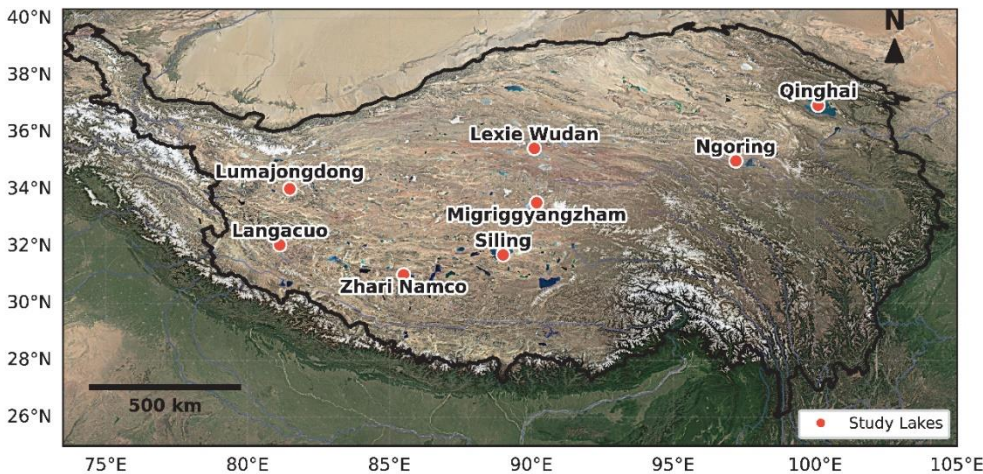 40°N
N
38°N
Qinghai
36°N
Lexie Wudan
Ngoring
Lumajongdong
34°N
Migriggyangzham
Langacuo
Siling
32°N
Zhari Namco
30°N
28°N
500 km
26°N
Study Lakes
75°E
80°E
85°E
90°E
95°E
100°E
105°E